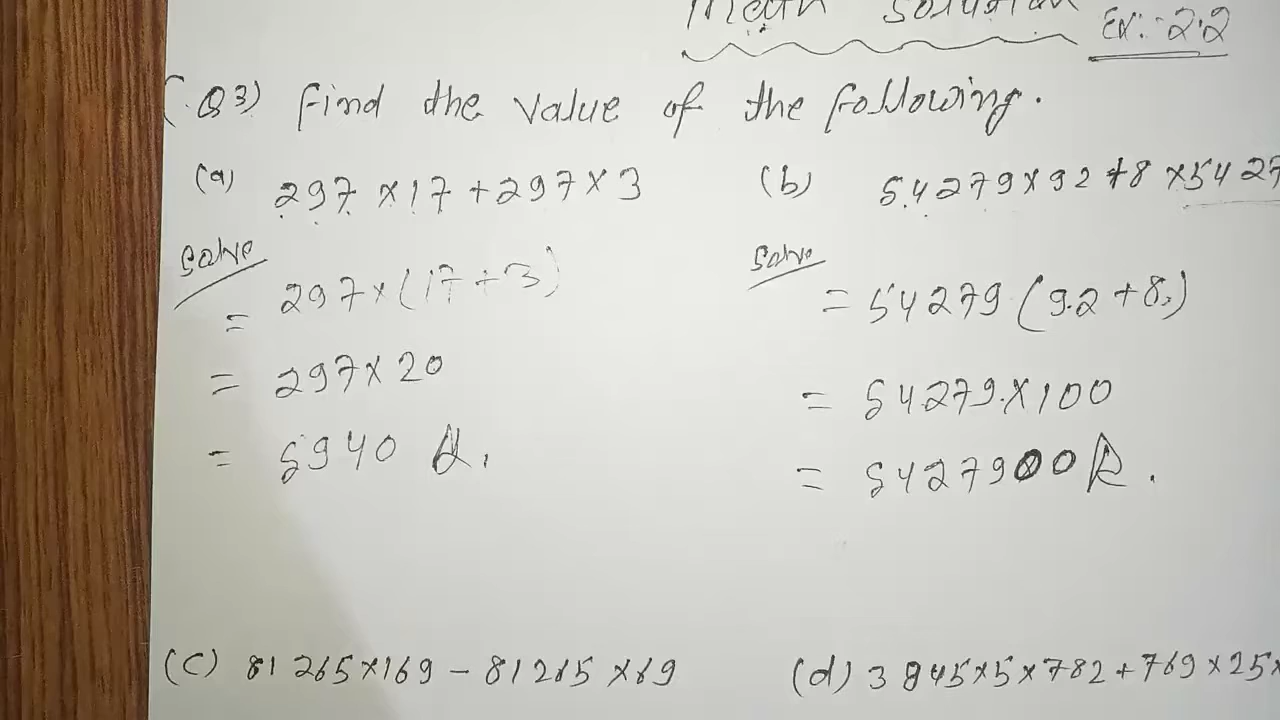 Math Solution Ex:-2.2
(Q3) Find the value of the following.
(a) 297 × 17 + 297 × 3
(b) 54279 × 92 + 8 × 5427
Solve
= 297 × (17 + 3)
= 297 × 20
= 5940
Solve
= 54279 (92 + 8)
= 54279 × 100
= 5427900
(C) 81265 × 169 - 81265 × 69
(d) 3845 × 5 × 782 + 769 × 25 ×